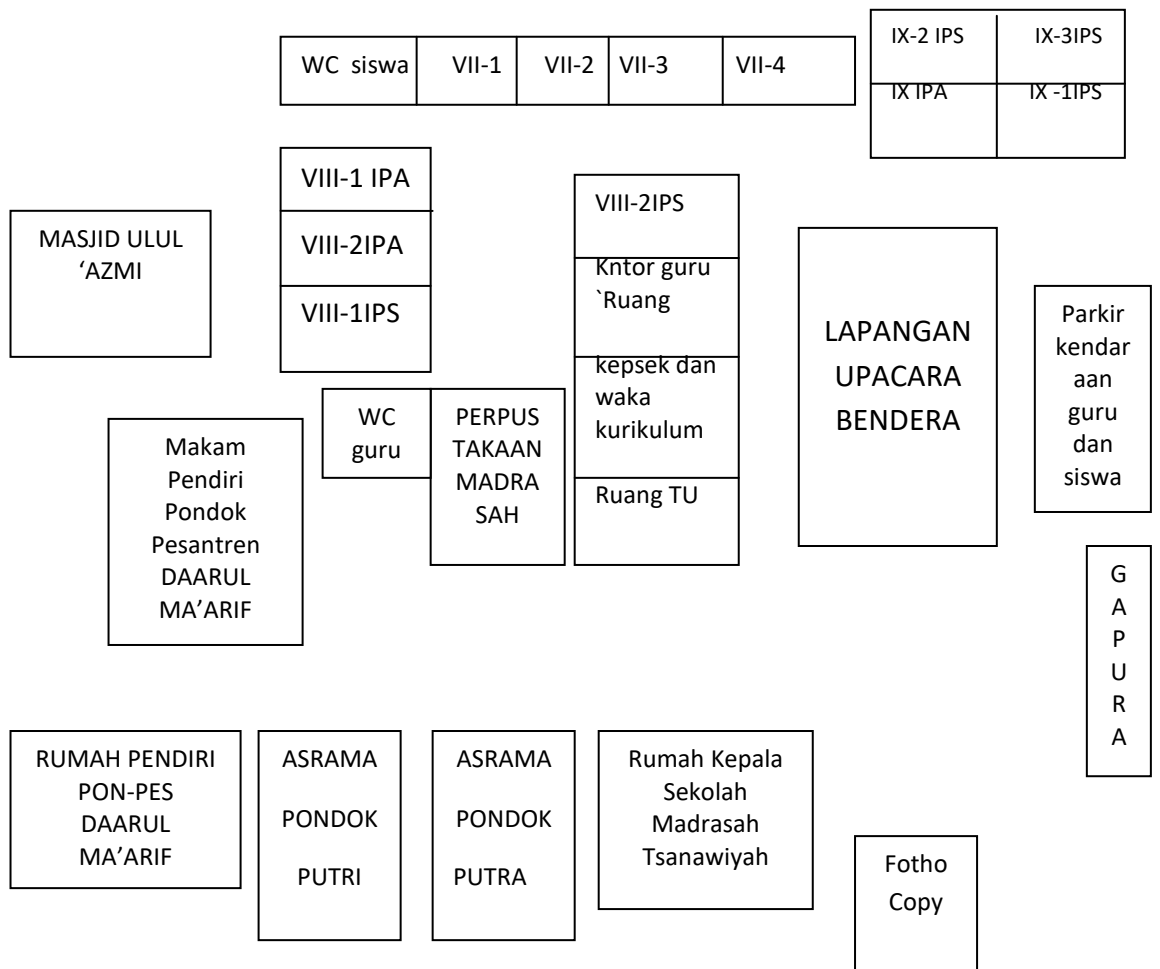 WC siswa
VII-1
VII-2
VII-3
VII-4
IX-2 IPS
IX-3IPS
IX IPA
IX -1IPS
VIII-1 IPA
VIII-2IPA
VIII-1IPS
MASJID ULUL
‘AZMI
VIII-2IPS
Kntor guru
`Ruang
kepsek dan
waka
kurikulum
Ruang TU
LAPANGAN
UPACARA
BENDERA
Parkir
kendar
aan
guru
dan
siswa
WC
guru
PERPUS
TAKAAN
MADRA
SAH
Makam
Pendiri
Pondok
Pesantren
DAARUL
MA’ARIF
G
A
P
U
R
A
RUMAH PENDIRI
PON-PES
DAARUL
MA’ARIF
ASRAMA
PONDOK
PUTRI
ASRAMA
PONDOK
PUTRA
Rumah Kepala
Sekolah
Madrasah
Tsanawiyah
Fotho
Copy